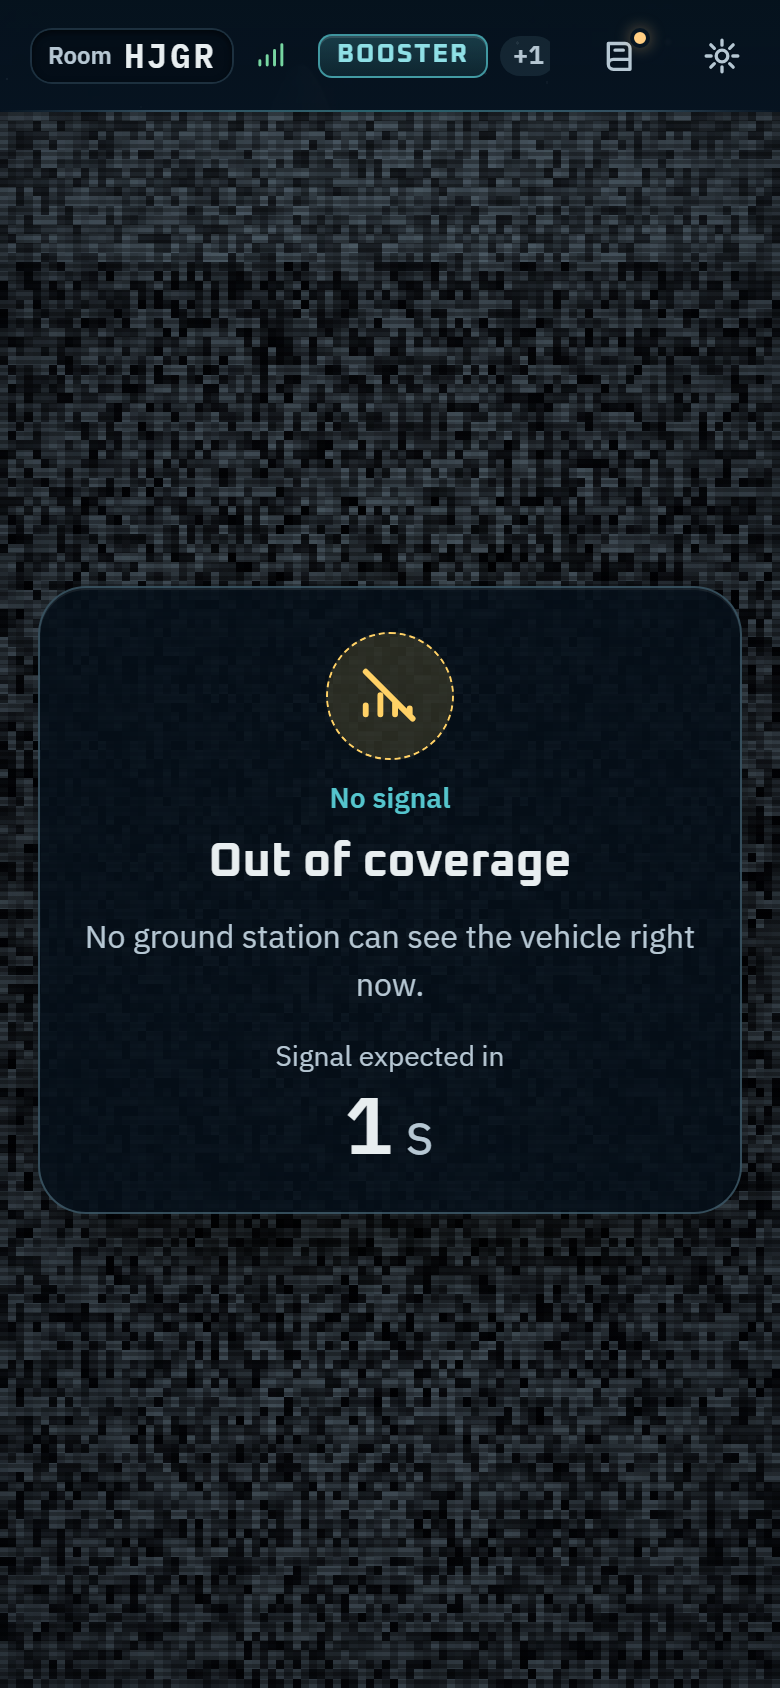 Room HJGR BOOSTER +1
No signal
Out of coverage
No ground station can see the vehicle right
now.
Signal expected in
1 s